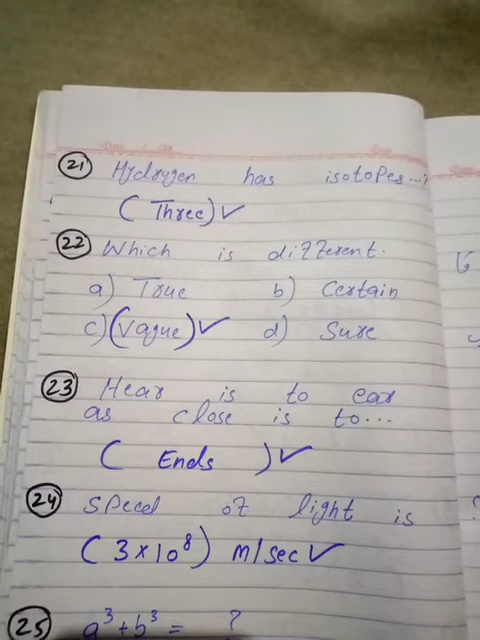 21 Hydrogen has isotopes...?
(Three) ✓
22 Which is different.
a) True b) Certain
c) (Vague) ✓ d) Sure
23 Hear is to ear
as close is to...
( Ends ) ✓
24 Speed of light is
(3×10⁸) m/sec ✓
25 a³+b³ = ?